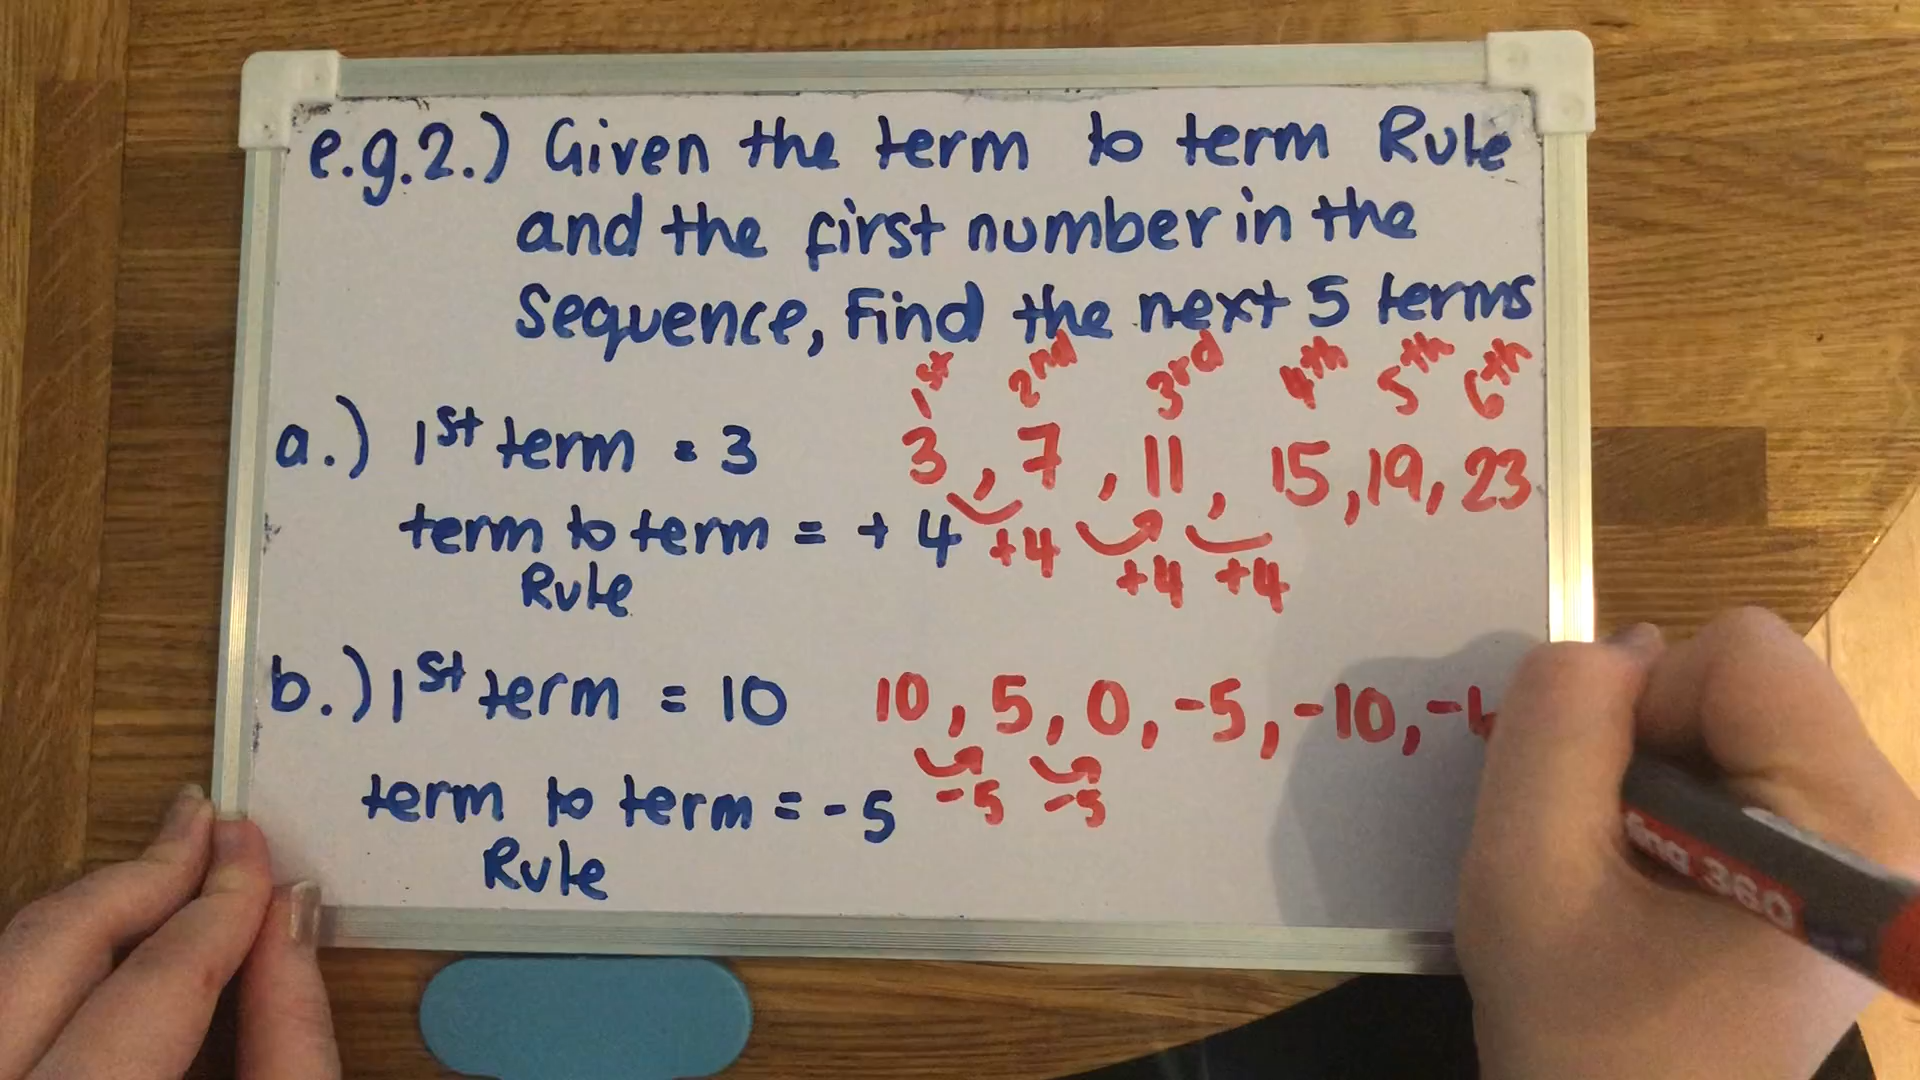 e.g.2.) Given the term to term Rule
and the first number in the
Sequence, Find the next 5 terms
1st 2nd 3rd 4th 5th 6th
a.) 1st term = 3 3, 7, 11, 15, 19, 23
term to term = + 4 +4 +4 +4
Rule
b.) 1st term = 10 10, 5, 0, -5, -10, -
term to term = - 5 -5 -5
Rule
360